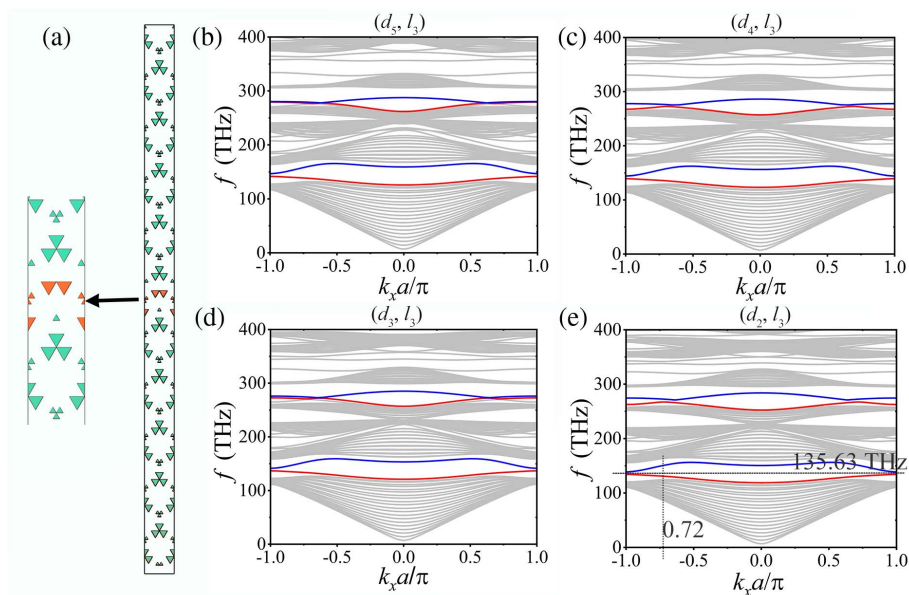 (a)
(b)
(d₅, l₃)
f (THz)
400
300
200
100
0
-1.0
-0.5
0.0
0.5
1.0
kₓa/π
(c)
(d₄, l₃)
f (THz)
400
300
200
100
0
-1.0
-0.5
0.0
0.5
1.0
kₓa/π
(d)
(d₃, l₃)
f (THz)
400
300
200
100
0
-1.0
-0.5
0.0
0.5
1.0
kₓa/π
(e)
(d₂, l₃)
f (THz)
400
300
200
100
0
135.63 THz
0.72
-1.0
-0.5
0.0
0.5
1.0
kₓa/π